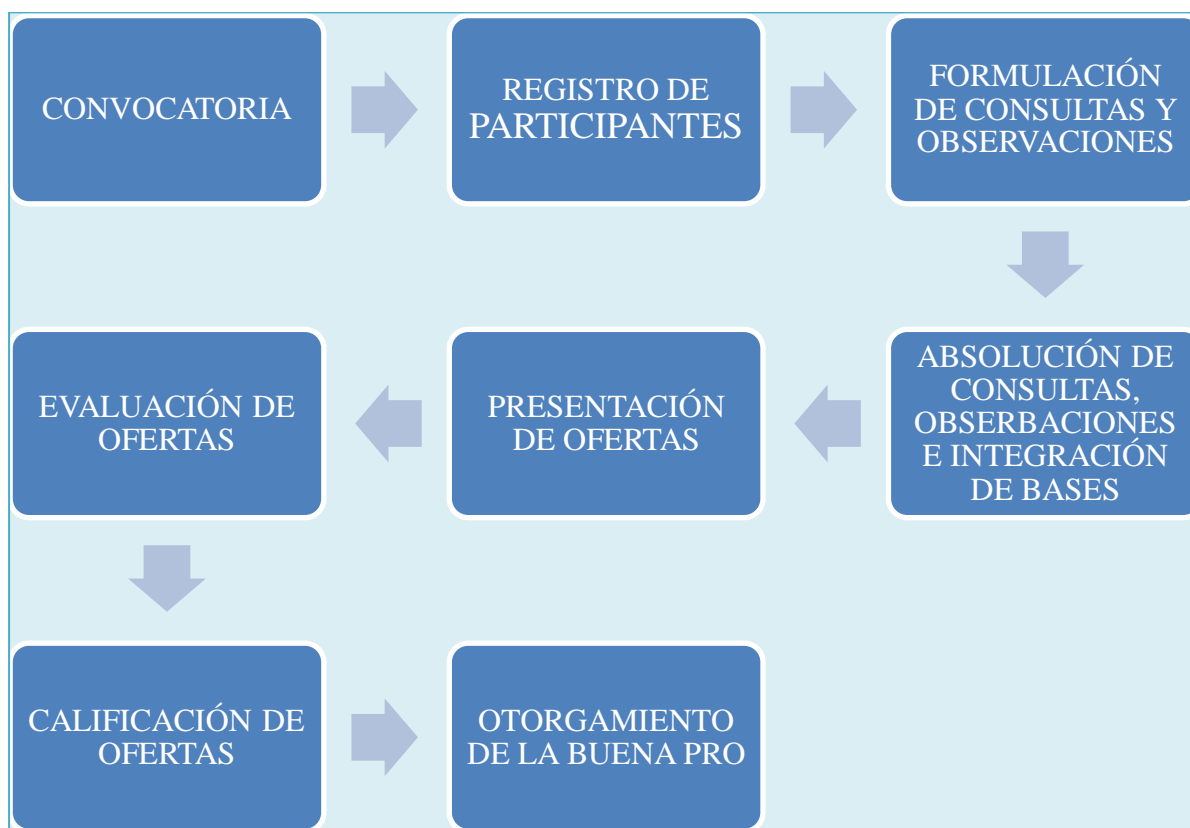 CONVOCATORIA
REGISTRO DE
PARTICIPANTES
FORMULACIÓN
DE CONSULTAS Y
OBSERVACIONES
ABSOLUCIÓN DE
CONSULTAS,
OBSERBACIONES
E INTEGRACIÓN
DE BASES
PRESENTACIÓN
DE OFERTAS
EVALUACIÓN DE
OFERTAS
CALIFICACIÓN DE
OFERTAS
OTORGAMIENTO
DE LA BUENA PRO